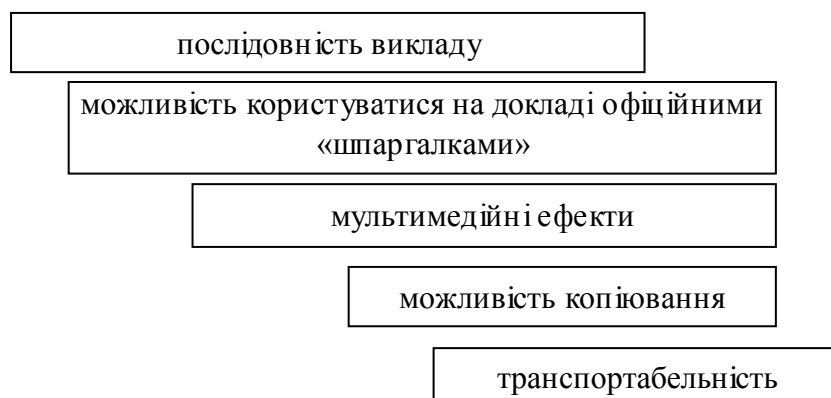 послідовність викладу
можливість користуватися на докладі офіційними
«шпаргалками»
мультимедійні ефекти
можливість копіювання
транспортабельність